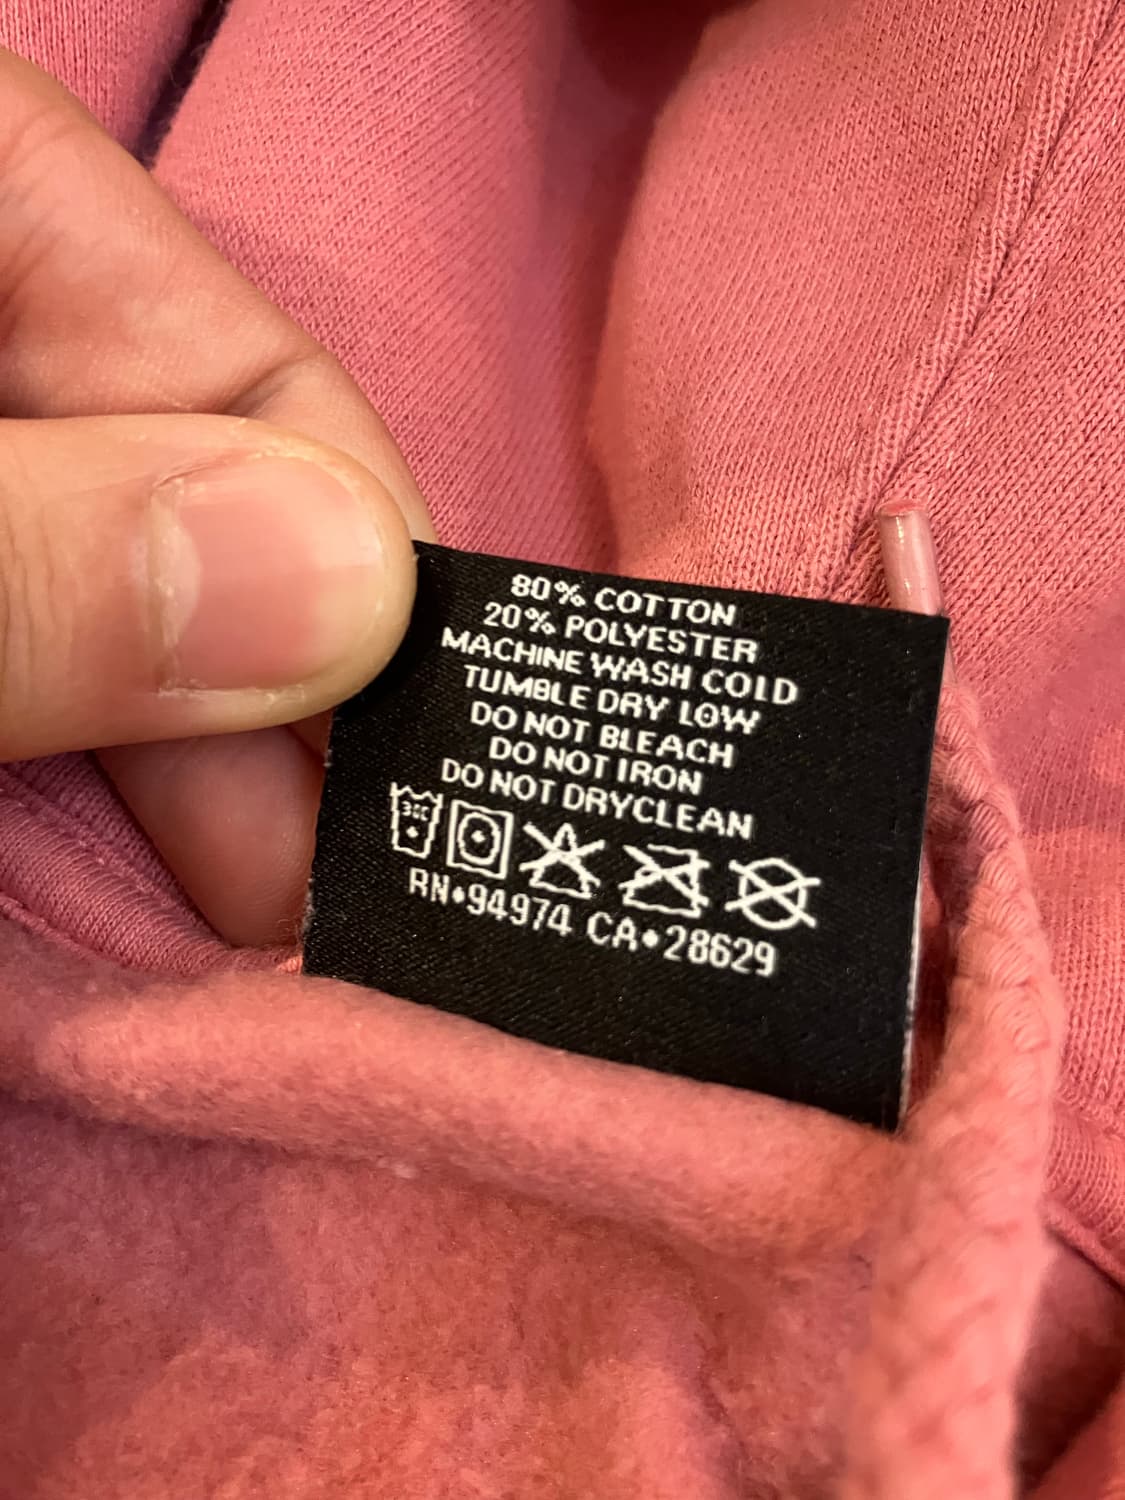 80% COTTON
20% POLYESTER
MACHINE WASH COLD
TUMBLE DRY LOW
DO NOT BLEACH
DO NOT IRON
DO NOT DRYCLEAN
30C
RN•94974 CA•28629